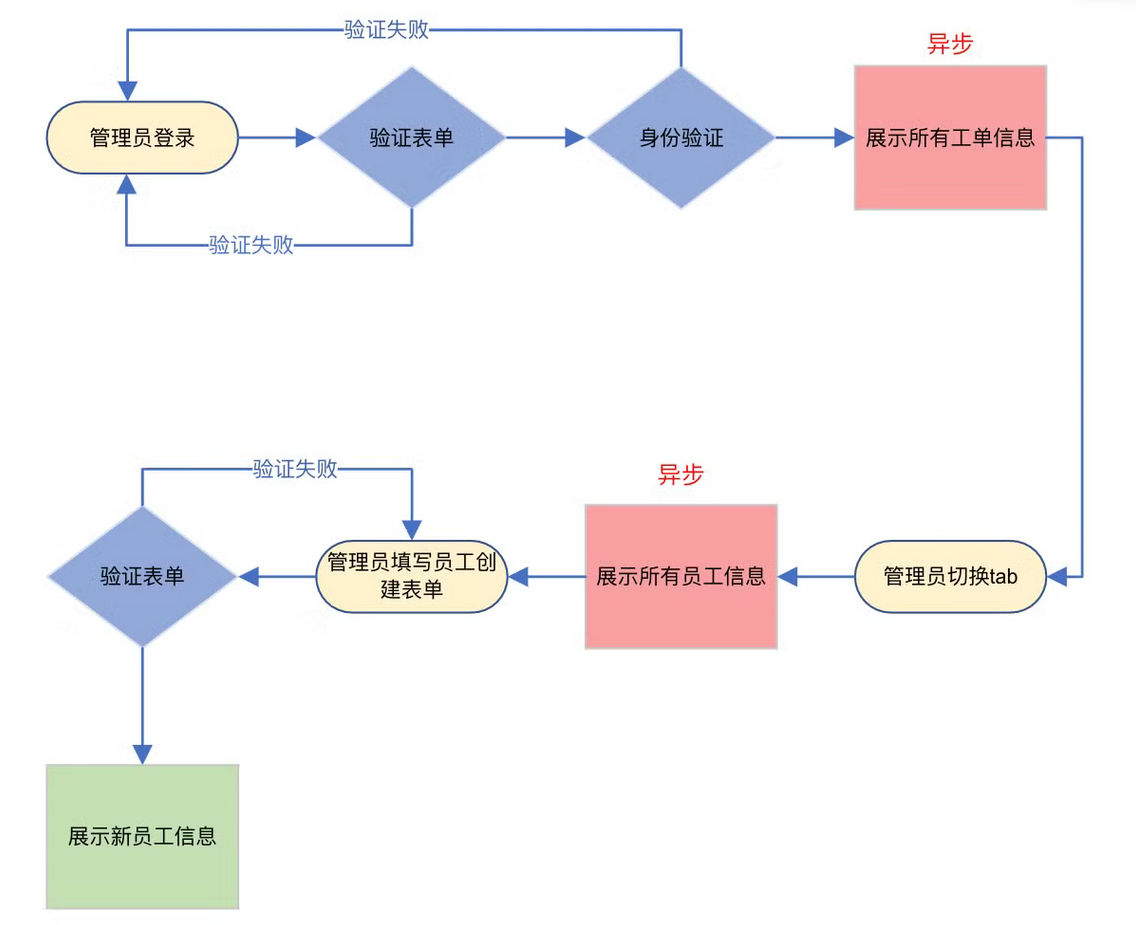 验证失败
异步
管理员登录
验证表单
身份验证
展示所有工单信息
验证失败
验证失败
异步
验证表单
管理员填写员工创
建表单
展示所有员工信息
管理员切换tab
展示新员工信息